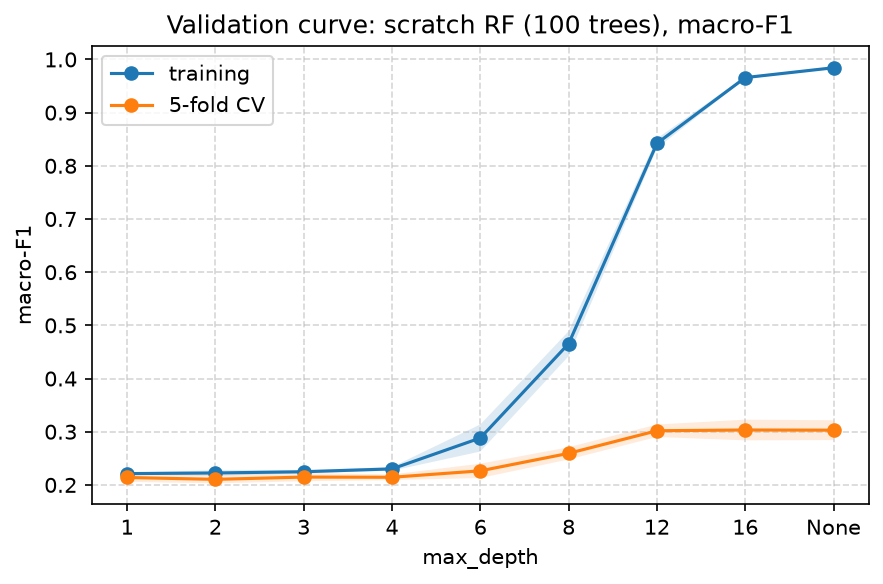 Validation curve: scratch RF (100 trees), macro-F1
training
5-fold CV
macro-F1
1.0
0.9
0.8
0.7
0.6
0.5
0.4
0.3
0.2
1 2 3 4 6 8 12 16 None
max_depth